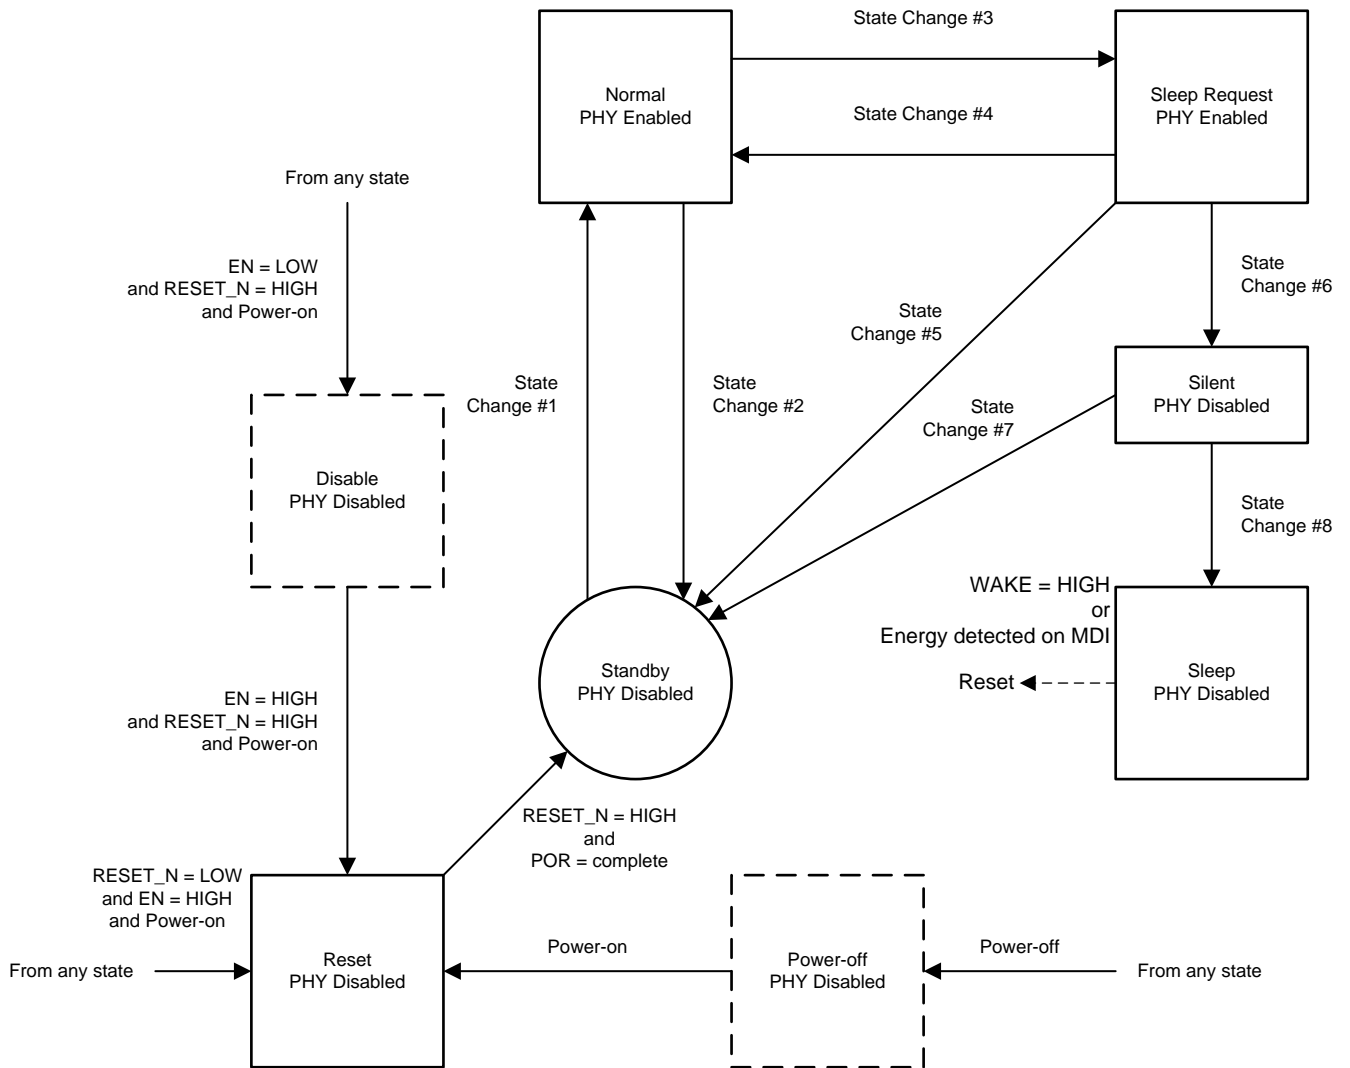 State Change #3
Normal
PHY Enabled
Sleep Request
PHY Enabled
State Change #4
From any state
EN = LOW
and RESET_N = HIGH
and Power-on
State
Change #6
State
Change #5
State
Change #1
State
Change #2
Silent
PHY Disabled
State
Change #7
Disable
PHY Disabled
State
Change #8
WAKE = HIGH
or
Energy detected on MDI
Reset
Sleep
PHY Disabled
Standby
PHY Disabled
EN = HIGH
and RESET_N = HIGH
and Power-on
RESET_N = HIGH
and
POR = complete
RESET_N = LOW
and EN = HIGH
and Power-on
From any state
Reset
PHY Disabled
Power-on
Power-off
PHY Disabled
Power-off
From any state